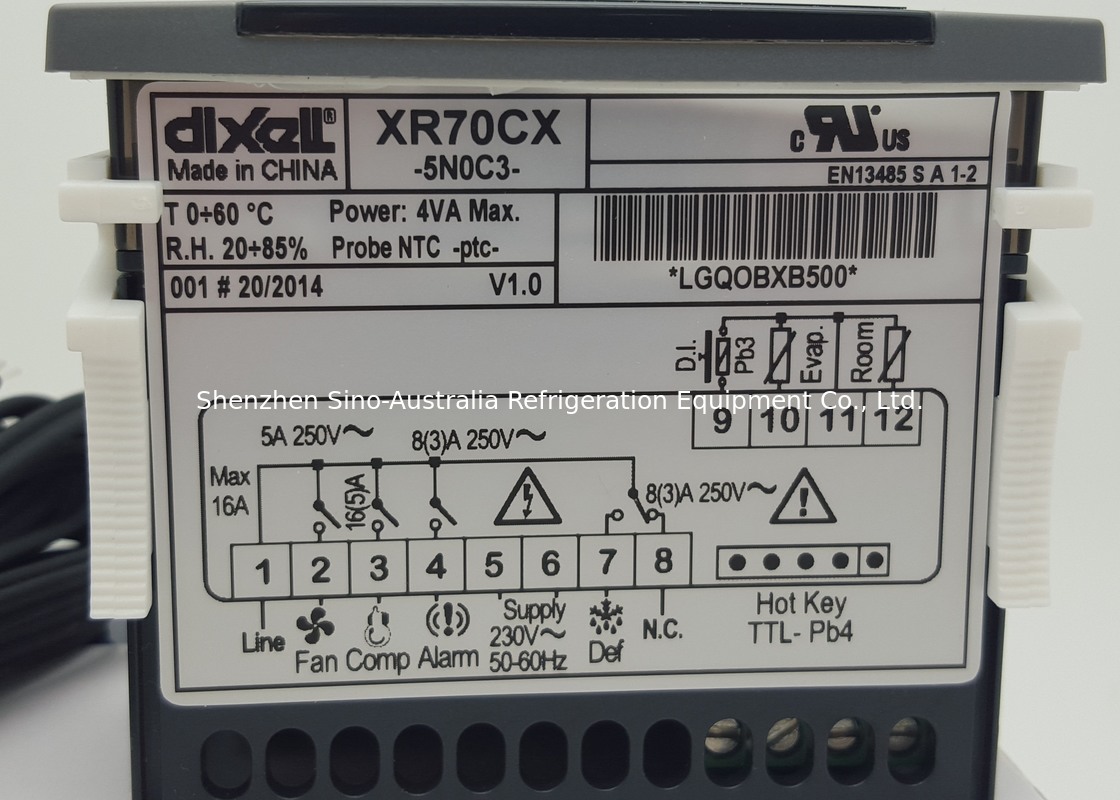 dixell®
Made in CHINA
XR70CX
-5N0C3-
c RU US
EN13485 S A 1-2
T 0÷60 °C Power: 4VA Max.
R.H. 20÷85% Probe NTC -ptc-
001 # 20/2014 V1.0
*LGQOBXB500*
D.I. Pb3 Evap. Room
Shenzhen Sino-Australia Refrigeration Equipment Co., Ltd.
9 10 11 12
5A 250V~ 8(3)A 250V~
Max
16A
16(5)A
8(3)A 250V~
1 2 3 4 5 6 7 8
Line
Fan Comp Alarm
Supply
230V~
50-60Hz
Def
N.C.
Hot Key
TTL- Pb4